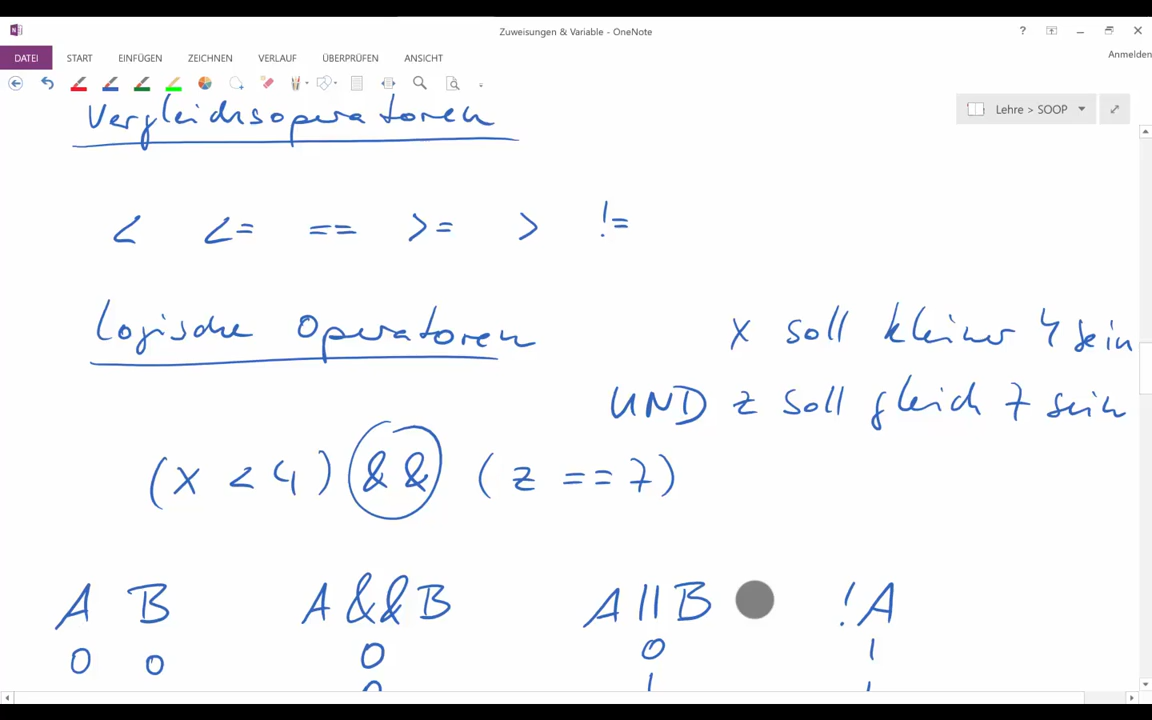 Zuweisungen & Variable - OneNote
?
Anmelden
DATEI START EINFÜGEN ZEICHNEN VERLAUF ÜBERPRÜFEN ANSICHT
Lehre > SOOP
Vergleichsoperatoren
< <= == >= > !=
Logische Operatoren
x soll kleiner 4 sein
UND z soll gleich 7 sein
(x < 4) && (z == 7)
A B A&&B A||B !A
0 0 0 0 1